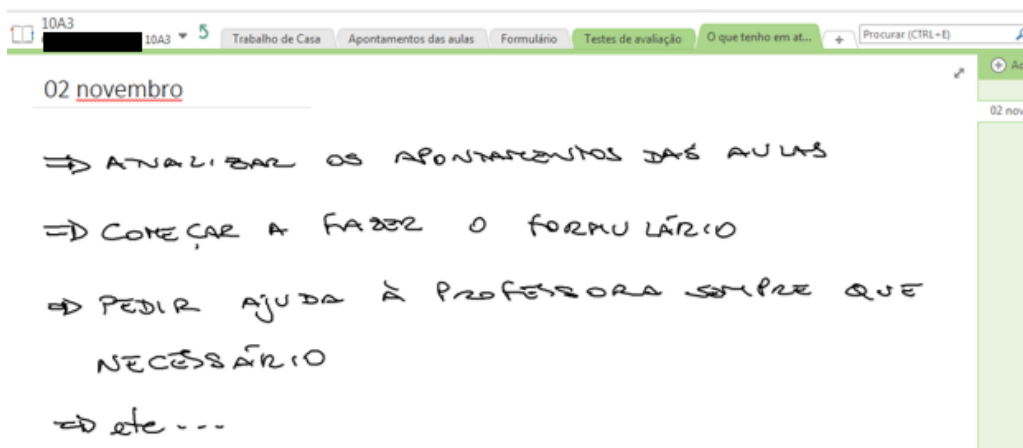 10A3
10A3
Trabalho de Casa
Apontamentos das aulas
Formulário
Testes de avaliação
O que tenho em at...
+
Procurar (CTRL+E)
Ad
02 novembro
02 nov
⇒ ANALIZAR OS APONTAMENTOS DAS AULAS
⇒ COMEÇAR A FAZER O FORMULÁRIO
⇒ PEDIR AJUDA À PROFESSORA SEMPRE QUE
NECESSÁRIO
⇒ etc...